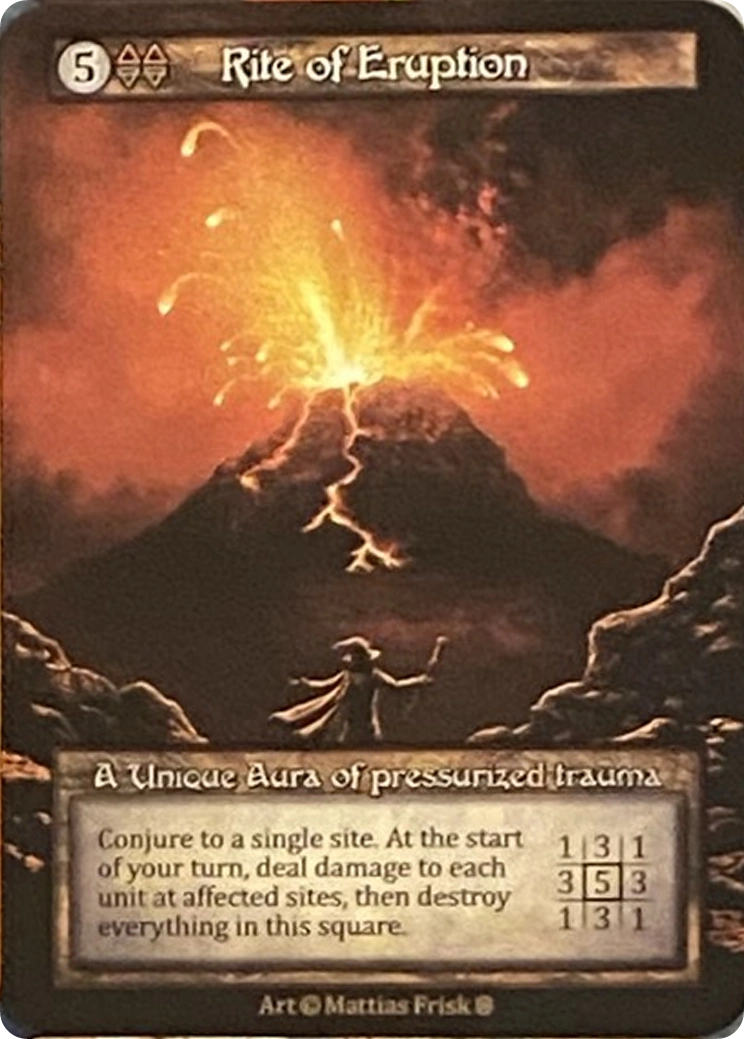 5 Rite of Eruption
A Unique Aura of pressurized trauma
Conjure to a single site. At the start
of your turn, deal damage to each
unit at affected sites, then destroy
everything in this square.
1 3 1
3 5 3
1 3 1
Art © Mattias Frisk